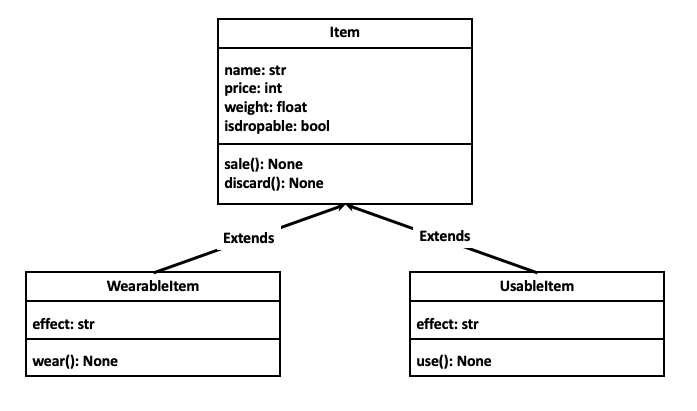 Item
name: str
price: int
weight: float
isdropable: bool
sale(): None
discard(): None
Extends
Extends
WearableItem
effect: str
wear(): None
UsableItem
effect: str
use(): None